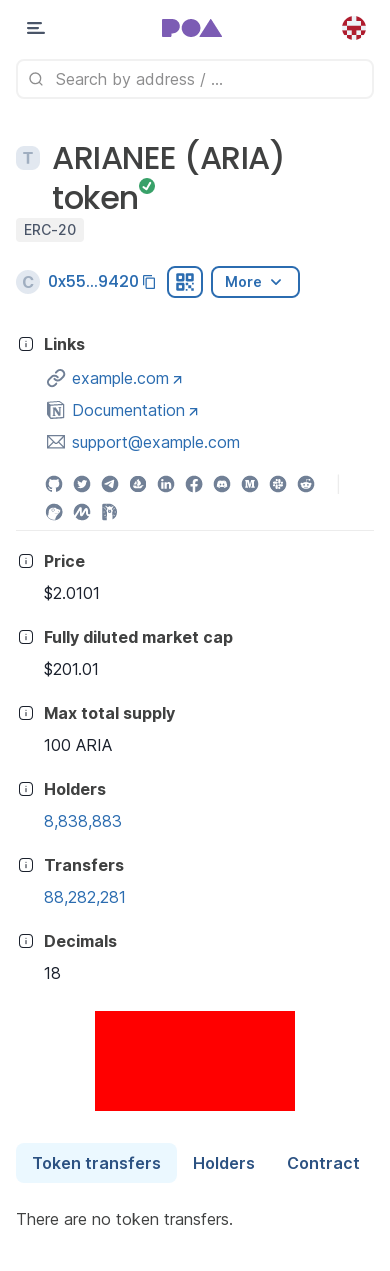 POA
Search by address / ...
T
ARIANEE (ARIA)
token
ERC-20
C
0x55...9420
More
Links
example.com
Documentation
support@example.com
Price
$2.0101
Fully diluted market cap
$201.01
Max total supply
100 ARIA
Holders
8,838,883
Transfers
88,282,281
Decimals
18
Token transfers Holders Contract
There are no token transfers.